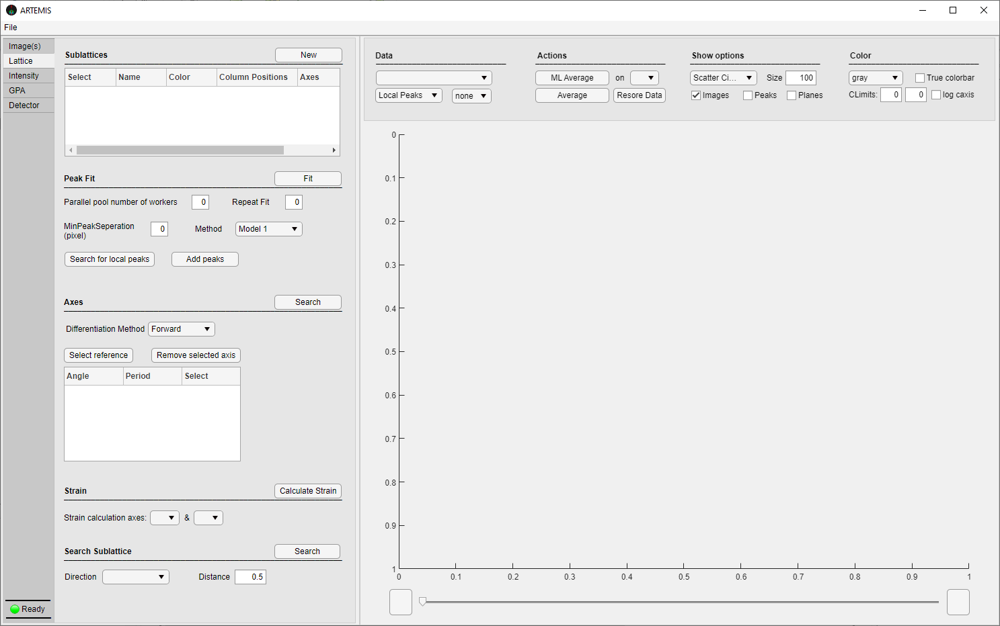 ARTEMIS
File
Image(s)
Lattice
Intensity
GPA
Detector
Ready
Sublattices
New
Select Name Color Column Positions Axes
Peak Fit
Fit
Parallel pool number of workers 0 Repeat Fit 0
MinPeakSeperation
(pixel)
0 Method Model 1
Search for local peaks Add peaks
Axes
Search
Differentiation Method Forward
Select reference Remove selected axis
Angle Period Select
Strain
Calculate Strain
Strain calculation axes: &
Search Sublattice
Search
Direction Distance 0.5
Data
Local Peaks none
Actions
ML Average on
Average Resore Data
Show options
Scatter Ci... Size 100
Images Peaks Planes
Color
gray True colorbar
CLimits: 0 0 log caxis
0
0.1
0.2
0.3
0.4
0.5
0.6
0.7
0.8
0.9
1
0 0.1 0.2 0.3 0.4 0.5 0.6 0.7 0.8 0.9 1